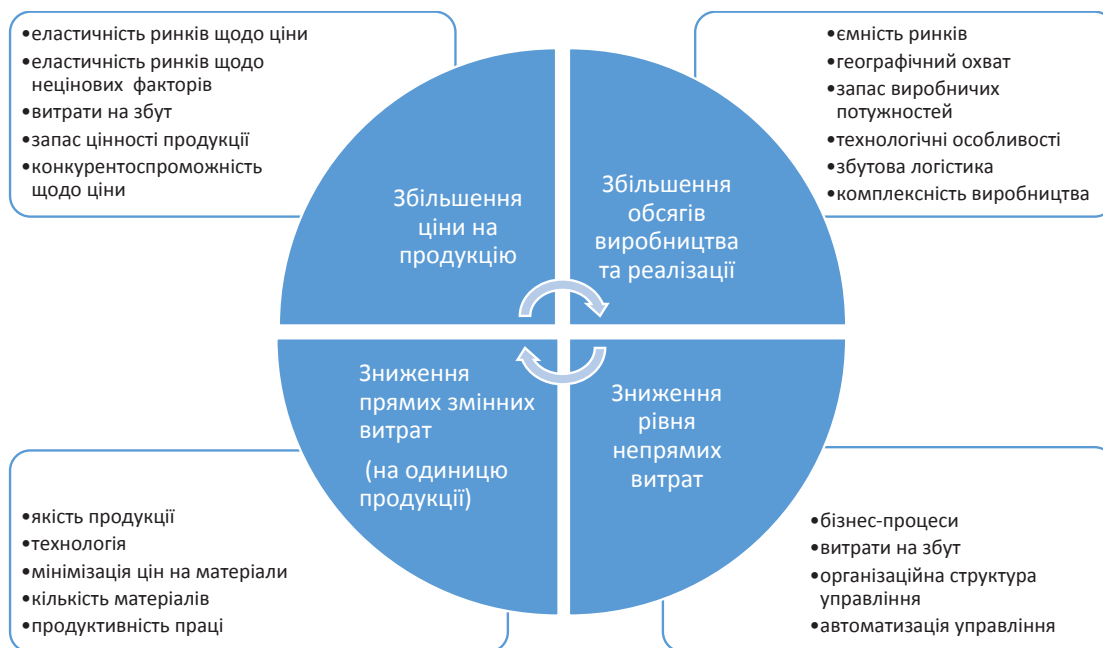 •еластичність ринків щодо ціни
•еластичність ринків щодо
нецінових факторів
•витрати на збут
•запас цінності продукції
•конкурентоспроможність
щодо ціни
•ємність ринків
•географічний охват
•запас виробничих
потужностей
•технологічні особливості
•збутова логістика
•комплексність виробництва
Збільшення
ціни на
продукцію
Збільшення
обсягів
виробництва
та реалізації
Зниження
прямих змінних
витрат
(на одиницю
продукції)
Зниження
рівня
непрямих
витрат
•якість продукції
•технологія
•мінімізація цін на матеріали
•кількість матеріалів
•продуктивність праці
•бізнес-процеси
•витрати на збут
•організаційна структура
управління
•автоматизація управління